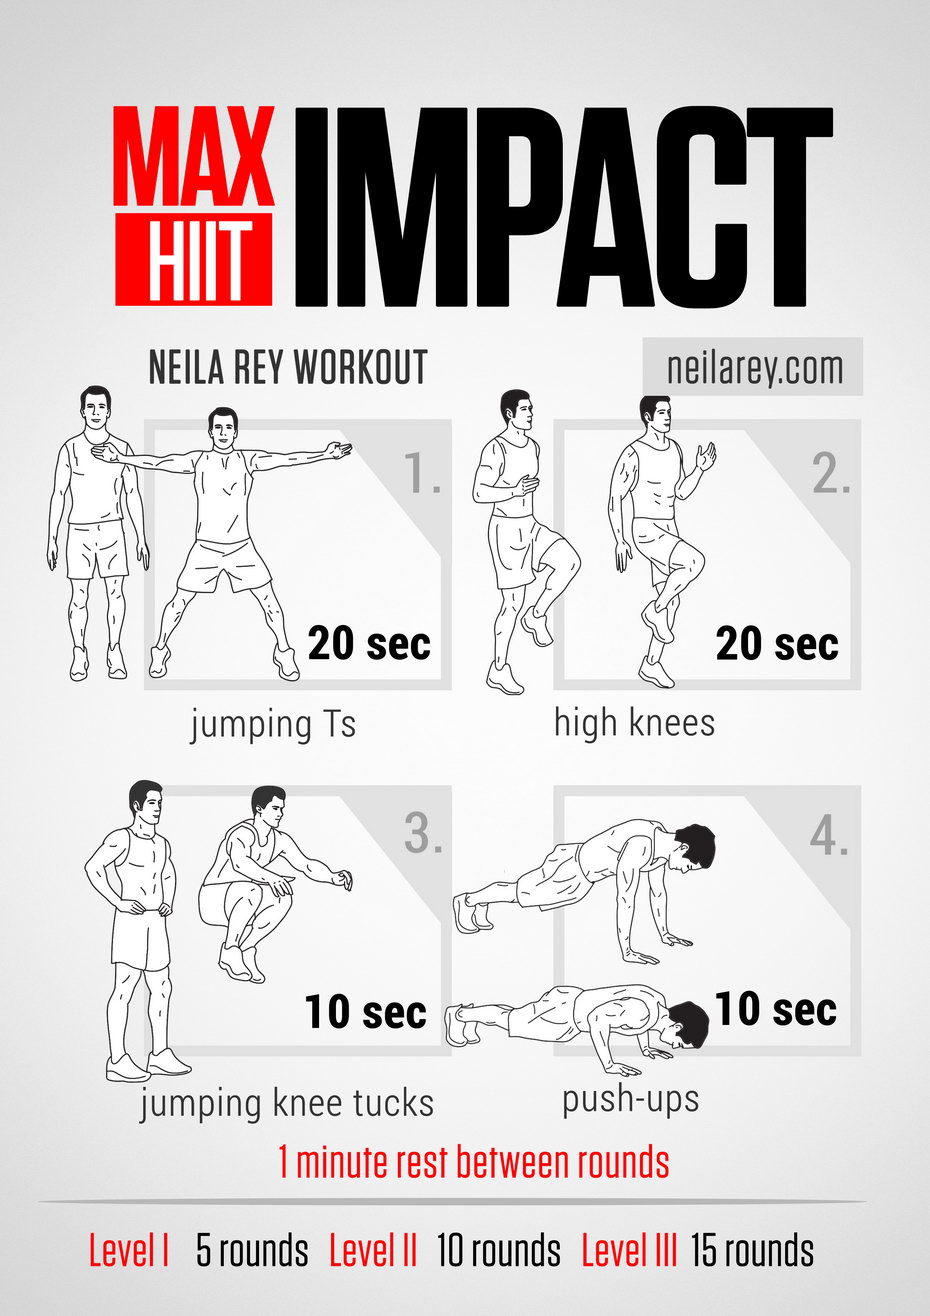 MAX
HIIT
IMPACT
NEILA REY WORKOUT
neilarey.com
1.
20 sec
jumping Ts
2.
20 sec
high knees
3.
10 sec
jumping knee tucks
4.
10 sec
push-ups
1 minute rest between rounds
Level I 5 rounds Level II 10 rounds Level III 15 rounds